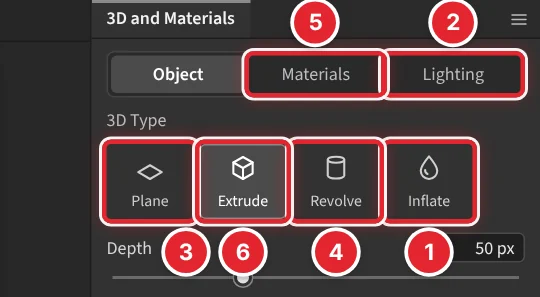 3D and Materials
5 2
Object Materials Lighting
3D Type
Plane Extrude Revolve Inflate
Depth 3 6 4 1 50 px